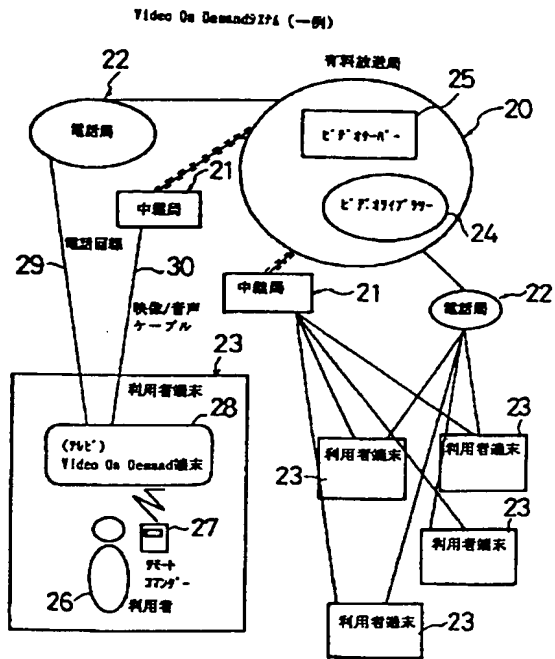 Video On Demandシステム (一例)
有料放送局
22
25
20
電話局
ビデオサーバー
21
中継局
ビデオライブラリー
24
電話回線
29
30
映像/音声
ケーブル
中継局
21
電話局
22
23
利用者端末
28
(テレビ)
Video On Demand端末
27
リモート
コマンダー
26
利用者
23
利用者端末
23
利用者端末
23
利用者端末
利用者端末
23